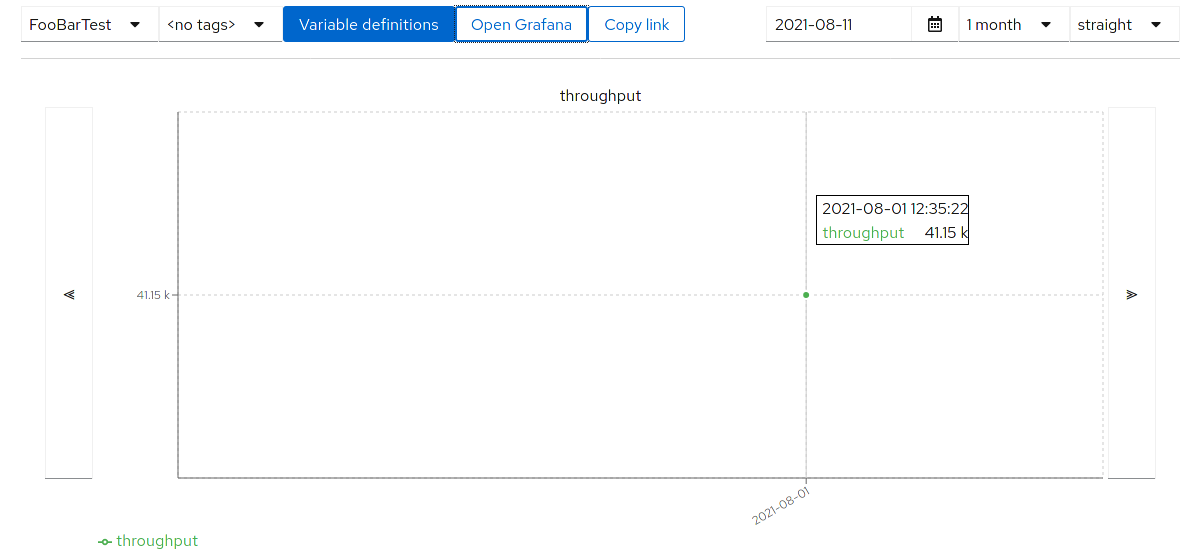 FooBarTest <no tags> Variable definitions Open Grafana Copy link 2021-08-11 1 month straight
throughput
2021-08-01 12:35:22
throughput 41.15 k
41.15 k
2021-08-01
throughput